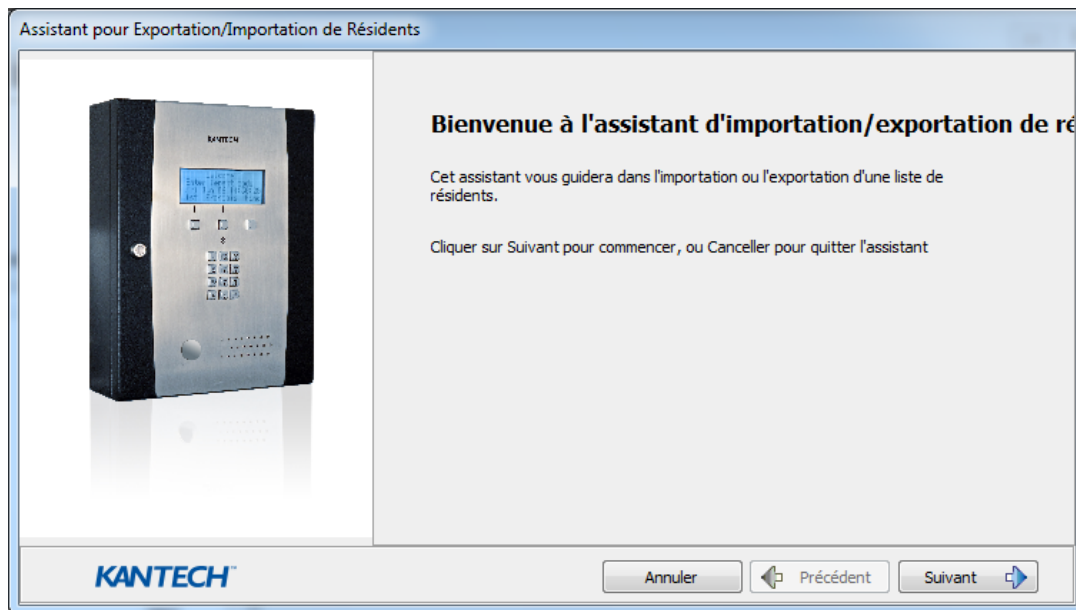 Assistant pour Exportation/Importation de Résidents
KANTECH
Bienvenue à l'assistant d'importation/exportation de ré
Cet assistant vous guidera dans l'importation ou l'exportation d'une liste de
résidents.
Cliquer sur Suivant pour commencer, ou Canceller pour quitter l'assistant
KANTECH™
Annuler
Précédent
Suivant